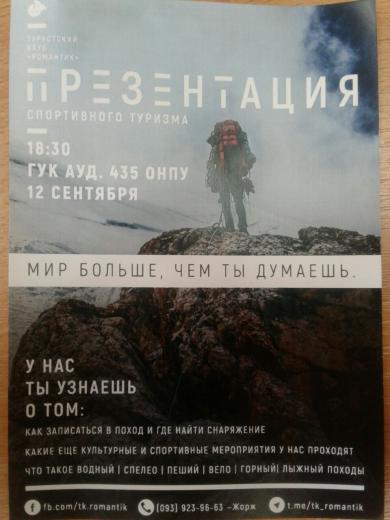 ТУРИСТСКИЙ
КЛУБ
«РОМАНТИК»
ПРЕЗЕНТАЦИЯ
СПОРТИВНОГО ТУРИЗМА
18:30
ГУК АУД. 435 ОНПУ
12 СЕНТЯБРЯ
МИР БОЛЬШЕ, ЧЕМ ТЫ ДУМАЕШЬ.
У НАС
ТЫ УЗНАЕШЬ
О ТОМ:
КАК ЗАПИСАТЬСЯ В ПОХОД И ГДЕ НАЙТИ СНАРЯЖЕНИЕ
КАКИЕ ЕЩЕ КУЛЬТУРНЫЕ И СПОРТИВНЫЕ МЕРОПРИЯТИЯ У НАС ПРОХОДЯТ
ЧТО ТАКОЕ ВОДНЫЙ | СПЕЛЕО | ПЕШИЙ | ВЕЛО | ГОРНЫЙ| ЛЫЖНЫЙ ПОХОДЫ
fb.com/tk.romantik (093) 923-96-63 –Жорж t.me/tk_romantik